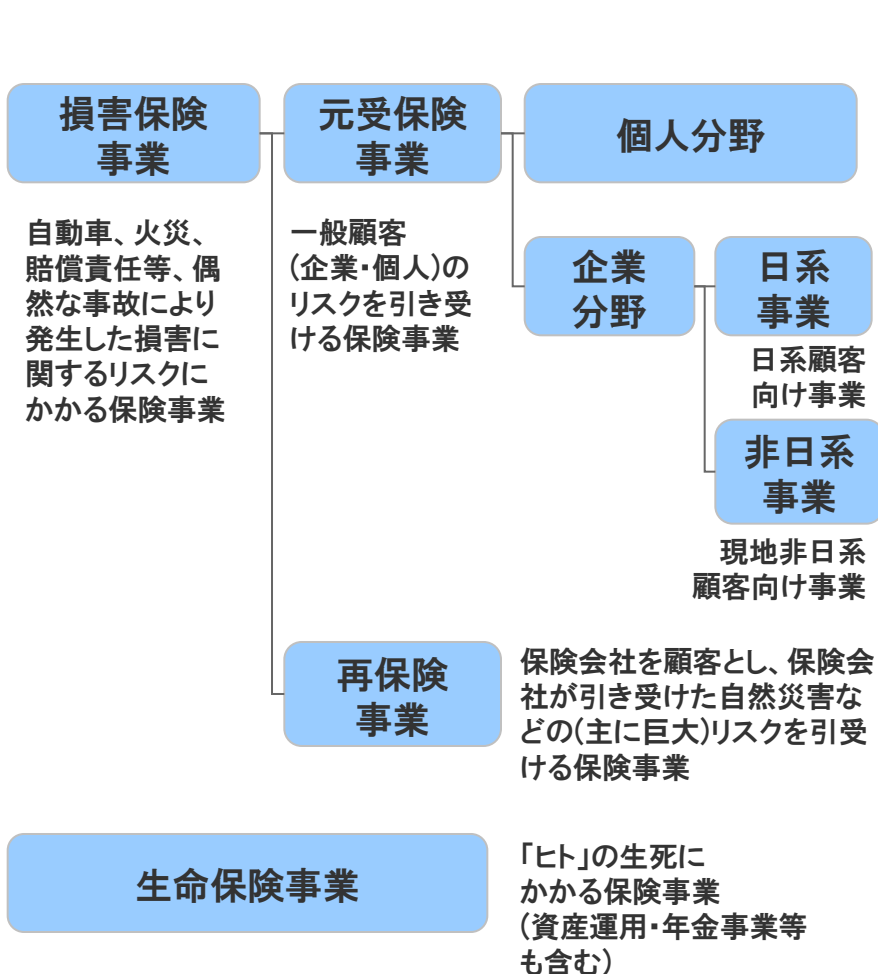 損害保険
事業
元受保険
事業
個人分野
自動車、火災、
賠償責任等、偶
然な事故により
発生した損害に
関するリスクに
かかる保険事業
一般顧客
(企業・個人)の
リスクを引き受
ける保険事業
企業
分野
日系
事業
日系顧客
向け事業
非日系
事業
現地非日系
顧客向け事業
再保険
事業
保険会社を顧客とし、保険会
社が引き受けた自然災害な
どの(主に巨大)リスクを引受
ける保険事業
生命保険事業
「ヒト」の生死に
かかる保険事業
(資産運用・年金事業等
も含む)